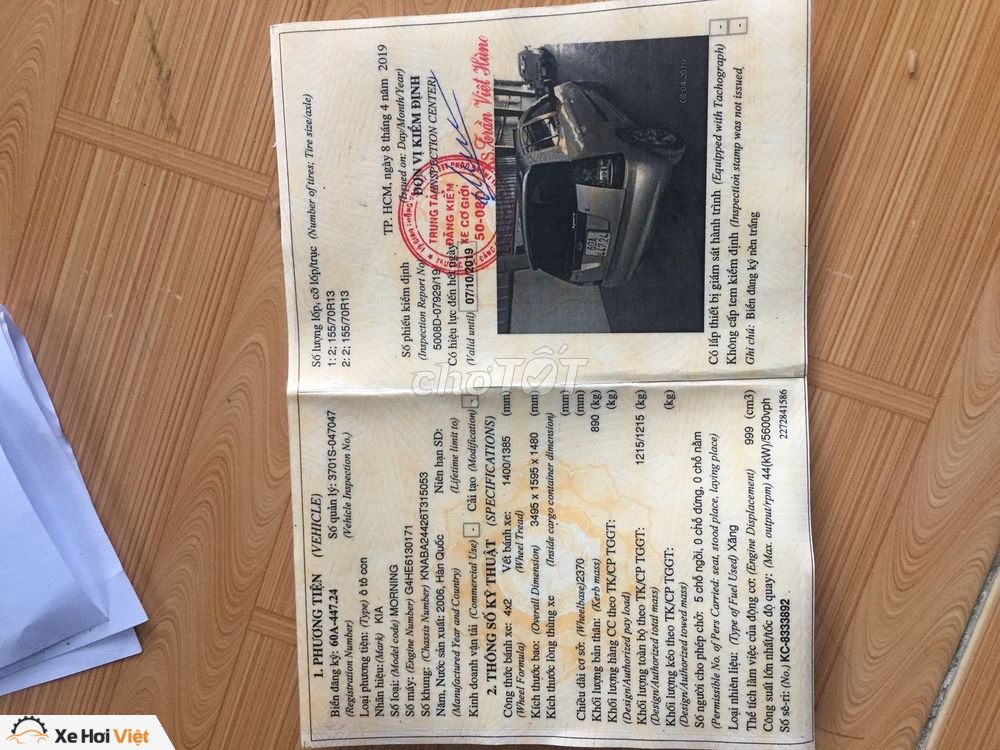 1. PHƯƠNG TIỆN (VEHICLE)
Biển đăng ký: 60A-447.24 Số quản lý: 3701S-047047
(Registration Number) (Vehicle Inspection No.)
Loại phương tiện: (Type) ô tô con
Nhãn hiệu: (Mark) KIA
Số loại: (Model code) MORNIING
Số máy: (Engine Number) G4HE6130171
Số khung: (Chassis Number) KNABA24426T315053
Năm, Nước sản xuất: 2006, Hàn Quốc Niên hạn SD:
(Manufactured Year and Country) (Lifetime limit to)
Kinh doanh vận tải (Commercial Use) - Cải tạo (Modification) -
2. THÔNG SỐ KỸ THUẬT (SPECIFICATIONS)
Công thức bánh xe: 4x2 Vết bánh xe: 1400/1385 (mm)
(Wheel Formula) (Wheel Tread)
Kích thước bao: (Overall Dimension) 3495 x 1595 x 1480 (mm)
Kích thước lòng thùng xe (mm)
(Inside cargo container dimension)
Chiều dài cơ sở: (Wheelbase) 2370 (mm)
Khối lượng bản thân: (Kerb mass) 890 (kg)
Khối lượng hàng CC theo TK/CP TGGT: (kg)
(Design/Authorized pay load)
Khối lượng toàn bộ theo TK/CP TGGT: 1215/1215 (kg)
(Design/Authorized total mass)
Khối lượng kéo theo TK/CP TGGT: (kg)
(Design/Authorized towed mass)
Số người cho phép chở: 5 chỗ ngồi, 0 chỗ đứng, 0 chỗ nằm
(Permissible No. of Pers Carried: seat, stood place, laying place)
Loại nhiên liệu: (Type of Fuel Used) Xăng
Thể tích làm việc của động cơ: (Engine Displacement) 999 (cm3)
Công suất lớn nhất/tốc độ quay: (Max. output/rpm) 44(kW)/5600vph
Số sê-ri: (No.) KC-8333892 2272841586
Số lượng lốp, cỡ lốp/trục (Number of tires; Tire size/axle)
1: 2; 155/70R13
2: 2; 155/70R13
TP. HCM, ngày 8 tháng 4 năm 2019
Số phiếu kiểm định (Issued on: Day/Month/Year)
(Inspection Report No.) ĐƠN VỊ KIỂM ĐỊNH
5008D-07929/19 (INSPECTION CENTER)
Có hiệu lực đến hết ngày
(Valid until) 07/10/2019
TRUNG TÂM
ĐĂNG KIỂM
XE CƠ GIỚI
50-08D
KS Trần Việt Hùng
60A
447.24
08/04/2019
Có lắp thiết bị giám sát hành trình (Equipped with Tachograph) -
Không cấp tem kiểm định (Inspection stamp was not issued) -
Ghi chú: Biển đăng ký nền trắng
chợTỐT
Xe Hơi Việt